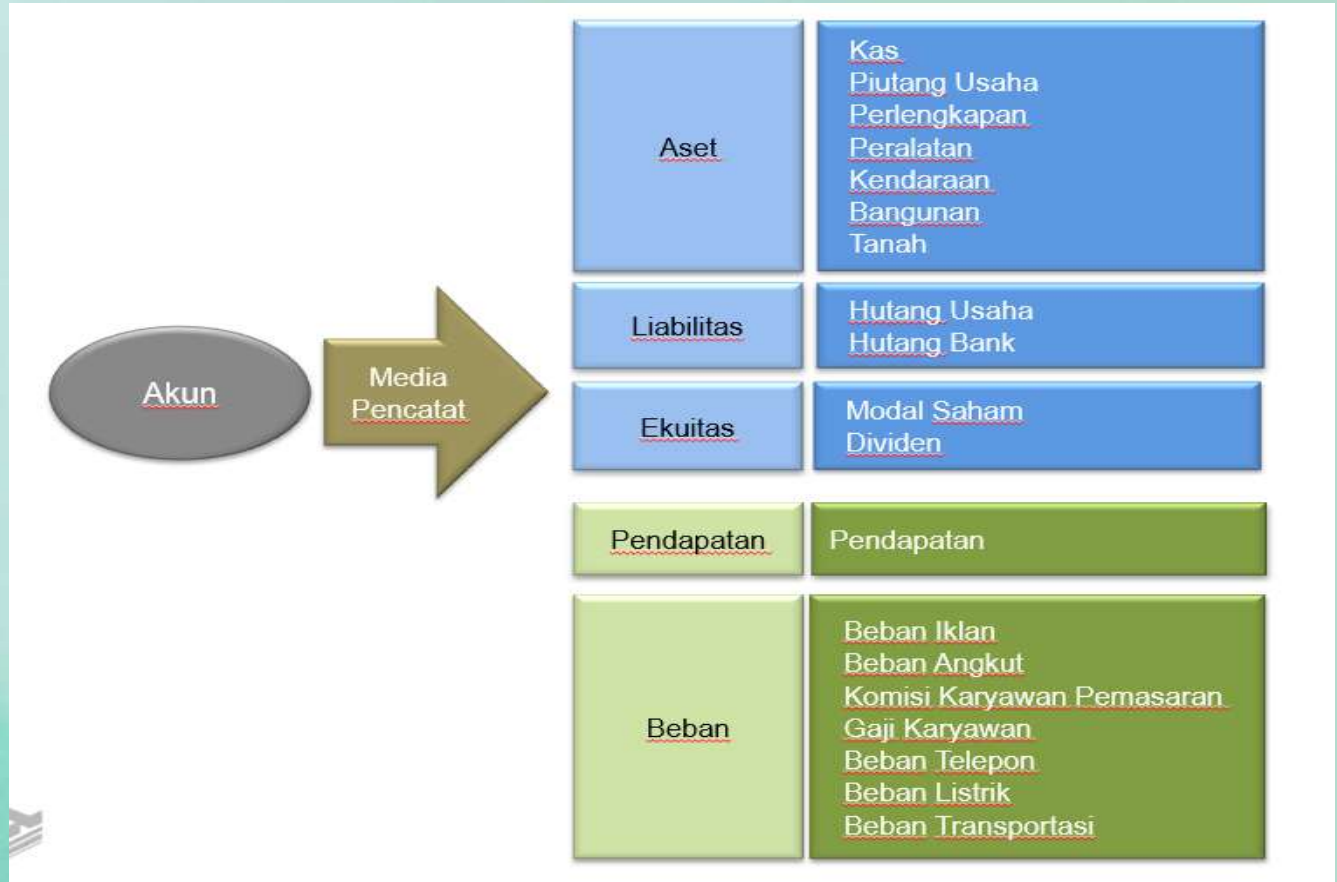 Akun
Media
Pencatat
Aset
Kas
Piutang Usaha
Perlengkapan
Peralatan
Kendaraan
Bangunan
Tanah
Liabilitas
Hutang Usaha
Hutang Bank
Ekuitas
Modal Saham
Dividen
Pendapatan
Pendapatan
Beban
Beban Iklan
Beban Angkut
Komisi Karyawan Pemasaran
Gaji Karyawan
Beban Telepon
Beban Listrik
Beban Transportasi